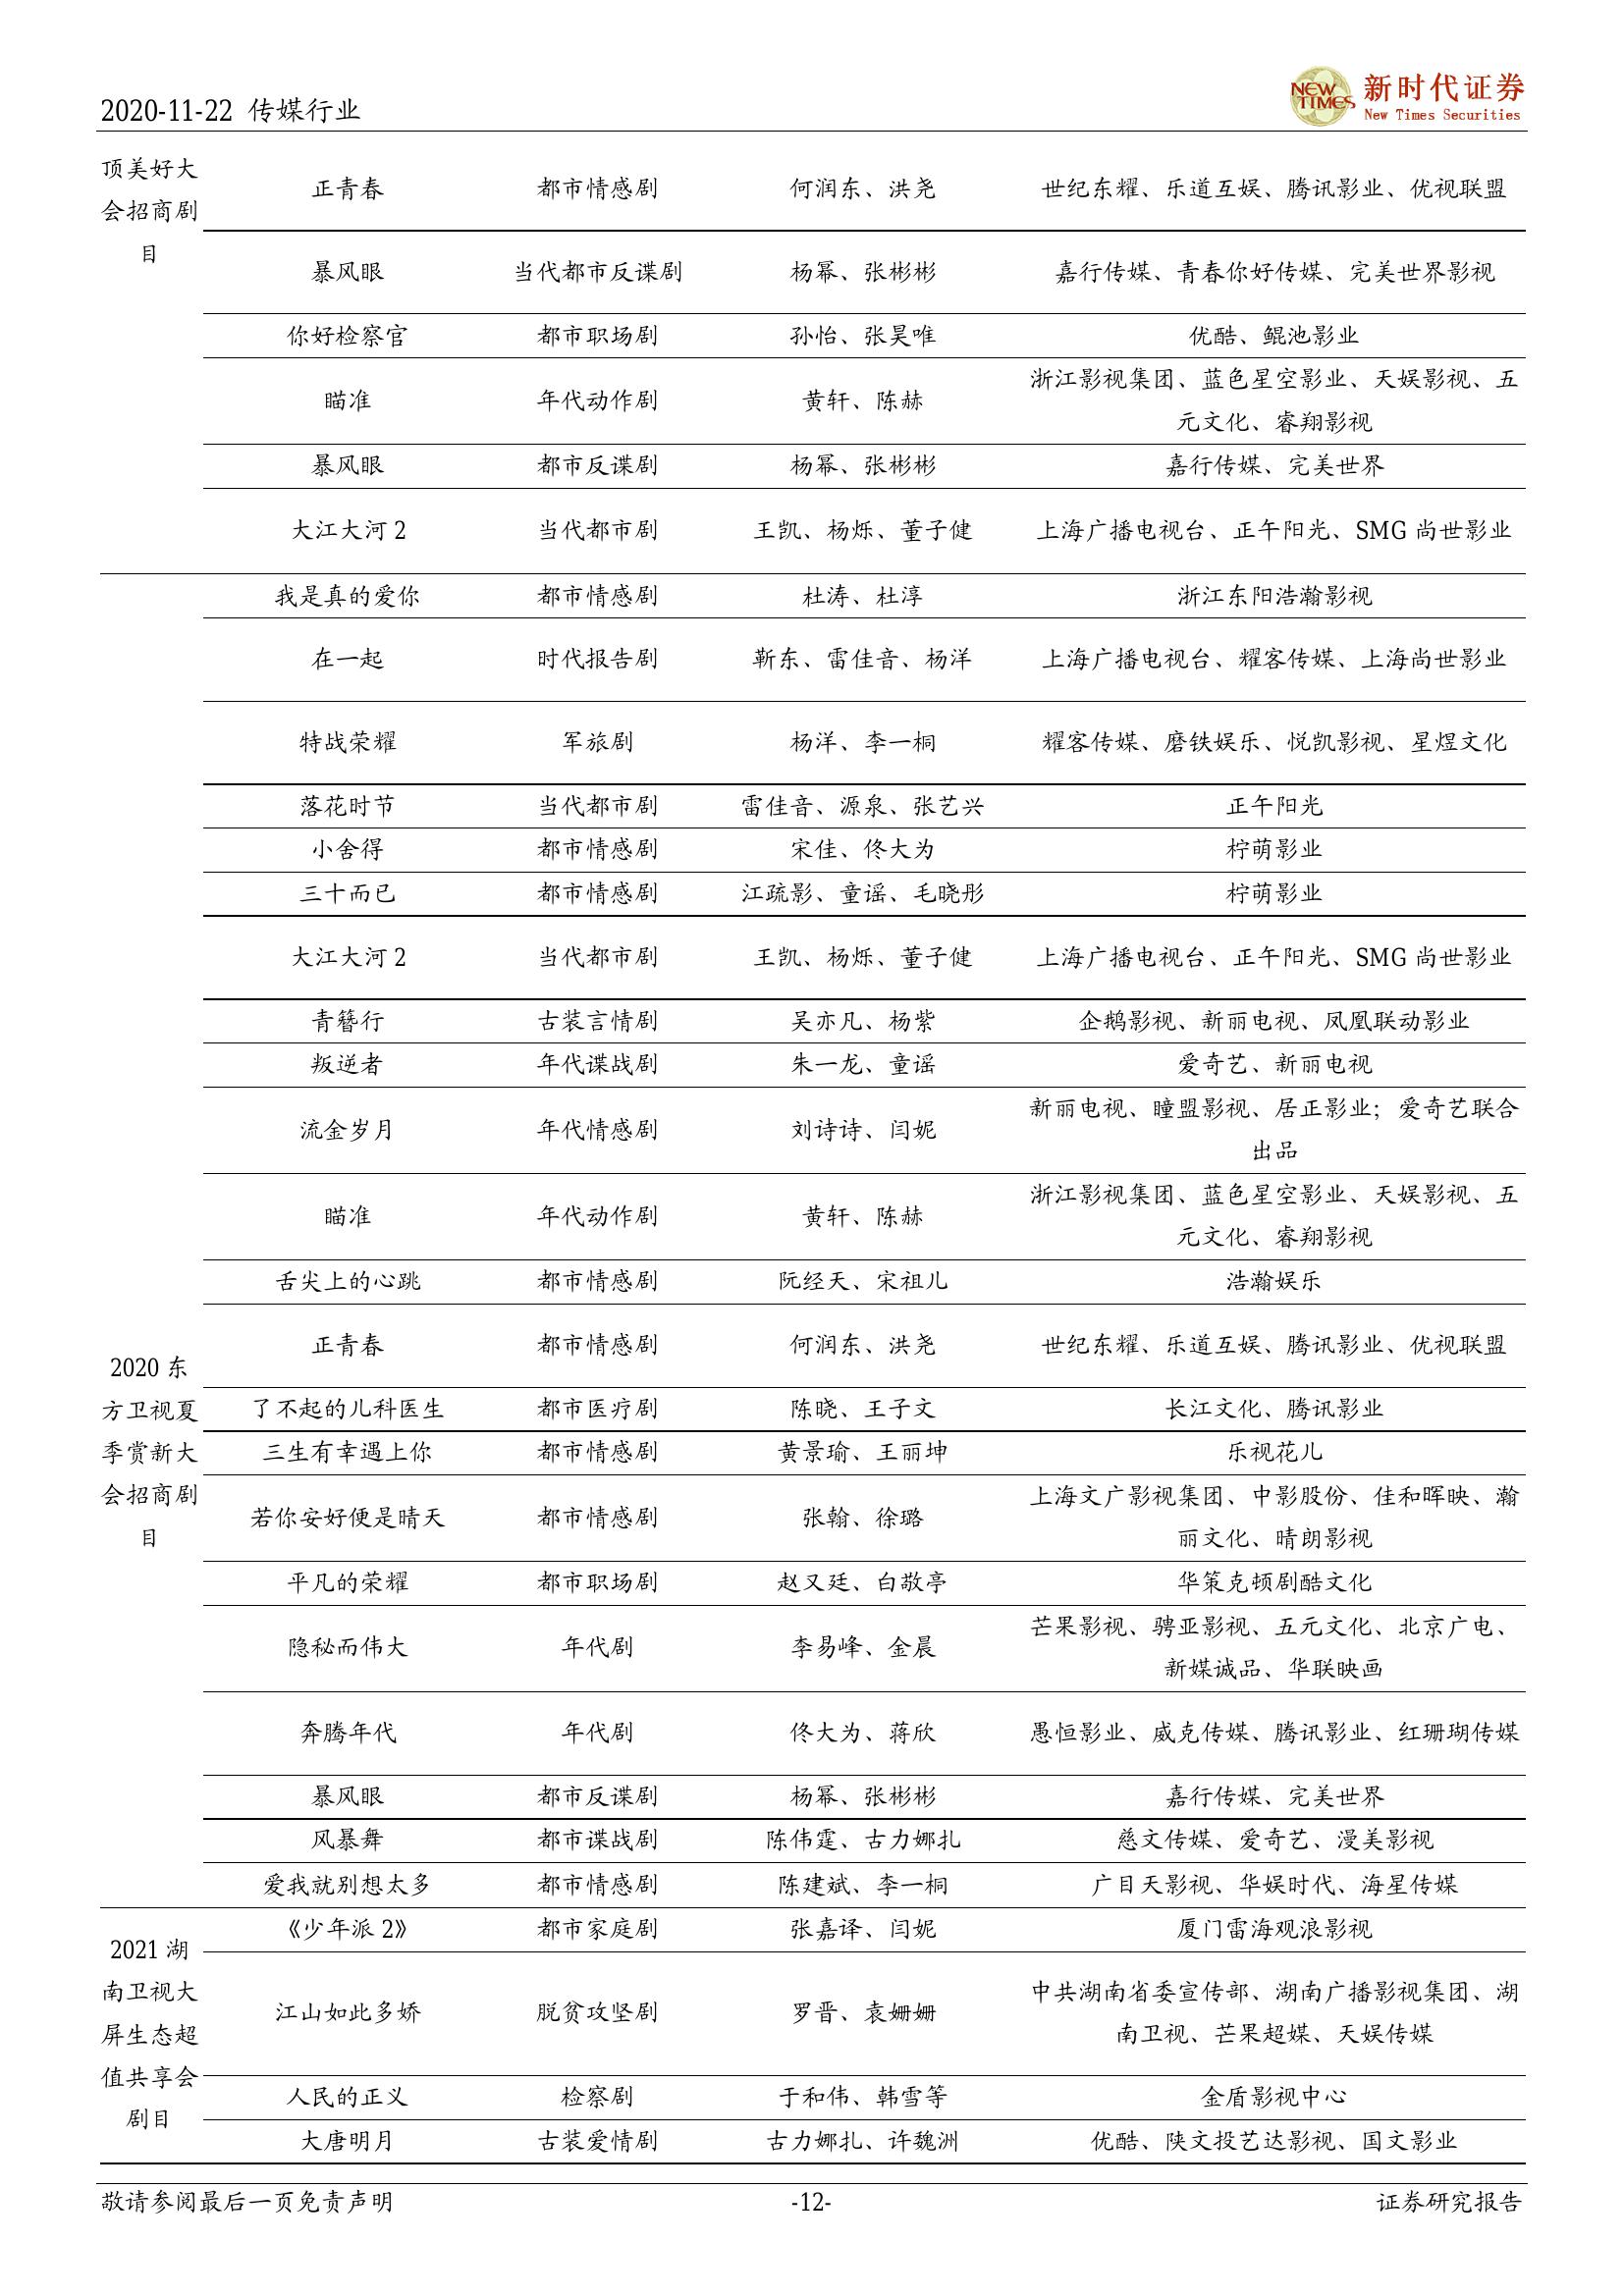 2020-11-22 传媒行业
NEW TIMES 新时代证券
New Times Securities
顶美好大会招商剧目
正青春 都市情感剧 何润东、洪尧 世纪东耀、乐道互娱、腾讯影业、优视联盟
暴风眼 当代都市反谍剧 杨幂、张彬彬 嘉行传媒、青春你好传媒、完美世界影视
你好检察官 都市职场剧 孙怡、张昊唯 优酷、鲲池影业
瞄准 年代动作剧 黄轩、陈赫 浙江影视集团、蓝色星空影业、天娱影视、五元文化、睿翔影视
暴风眼 都市反谍剧 杨幂、张彬彬 嘉行传媒、完美世界
大江大河 2 当代都市剧 王凯、杨烁、董子健 上海广播电视台、正午阳光、SMG 尚世影业
2020 东方卫视夏季赏新大会招商剧目
我是真的爱你 都市情感剧 杜涛、杜淳 浙江东阳浩瀚影视
在一起 时代报告剧 靳东、雷佳音、杨洋 上海广播电视台、耀客传媒、上海尚世影业
特战荣耀 军旅剧 杨洋、李一桐 耀客传媒、磨铁娱乐、悦凯影视、星煜文化
落花时节 当代都市剧 雷佳音、源泉、张艺兴 正午阳光
小舍得 都市情感剧 宋佳、佟大为 柠萌影业
三十而已 都市情感剧 江疏影、童谣、毛晓彤 柠萌影业
大江大河 2 当代都市剧 王凯、杨烁、董子健 上海广播电视台、正午阳光、SMG 尚世影业
青簪行 古装言情剧 吴亦凡、杨紫 企鹅影视、新丽电视、凤凰联动影业
叛逆者 年代谍战剧 朱一龙、童谣 爱奇艺、新丽电视
流金岁月 年代情感剧 刘诗诗、闫妮 新丽电视、瞳盟影视、居正影业；爱奇艺联合出品
瞄准 年代动作剧 黄轩、陈赫 浙江影视集团、蓝色星空影业、天娱影视、五元文化、睿翔影视
舌尖上的心跳 都市情感剧 阮经天、宋祖儿 浩瀚娱乐
正青春 都市情感剧 何润东、洪尧 世纪东耀、乐道互娱、腾讯影业、优视联盟
了不起的儿科医生 都市医疗剧 陈晓、王子文 长江文化、腾讯影业
三生有幸遇上你 都市情感剧 黄景瑜、王丽坤 乐视花儿
若你安好便是晴天 都市情感剧 张翰、徐璐 上海文广影视集团、中影股份、佳和晖映、瀚丽文化、晴朗影视
平凡的荣耀 都市职场剧 赵又廷、白敬亭 华策克顿剧酷文化
隐秘而伟大 年代剧 李易峰、金晨 芒果影视、骋亚影视、五元文化、北京广电、新媒诚品、华联映画
奔腾年代 年代剧 佟大为、蒋欣 愚恒影业、威克传媒、腾讯影业、红珊瑚传媒
暴风眼 都市反谍剧 杨幂、张彬彬 嘉行传媒、完美世界
风暴舞 都市谍战剧 陈伟霆、古力娜扎 慈文传媒、爱奇艺、漫美影视
爱我就别想太多 都市情感剧 陈建斌、李一桐 广目天影视、华娱时代、海星传媒
2021 湖南卫视大屏生态超值共享会剧目
《少年派 2》 都市家庭剧 张嘉译、闫妮 厦门雷海观浪影视
江山如此多娇 脱贫攻坚剧 罗晋、袁姗姗 中共湖南省委宣传部、湖南广播影视集团、湖南卫视、芒果超媒、天娱传媒
人民的正义 检察剧 于和伟、韩雪等 金盾影视中心
大唐明月 古装爱情剧 古力娜扎、许魏洲 优酷、陕文投艺达影视、国文影业
敬请参阅最后一页免责声明 -12- 证券研究报告